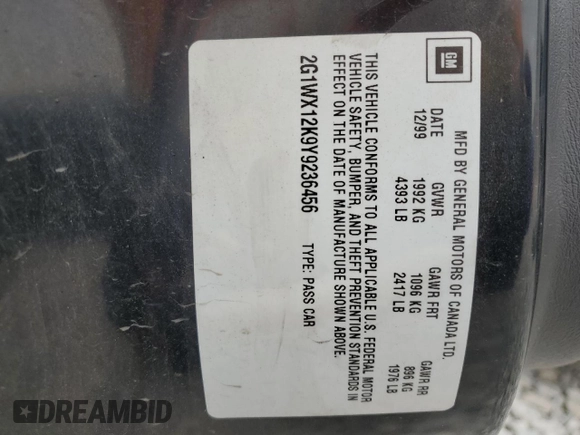 GM
MFD BY GENERAL MOTORS OF CANADA LTD.
DATE GVWR GAWR FRT GAWR RR
12/99 1992 KG 1096 KG 896 KG
4393 LB 2417 LB 1976 LB
THIS VEHICLE CONFORMS TO ALL APPLICABLE U.S. FEDERAL MOTOR
VEHICLE SAFETY, BUMPER, AND THEFT PREVENTION STANDARDS IN
EFFECT ON THE DATE OF MANUFACTURE SHOWN ABOVE.
2G1WX12K9Y9236456 TYPE: PASS CAR
DREAMBID